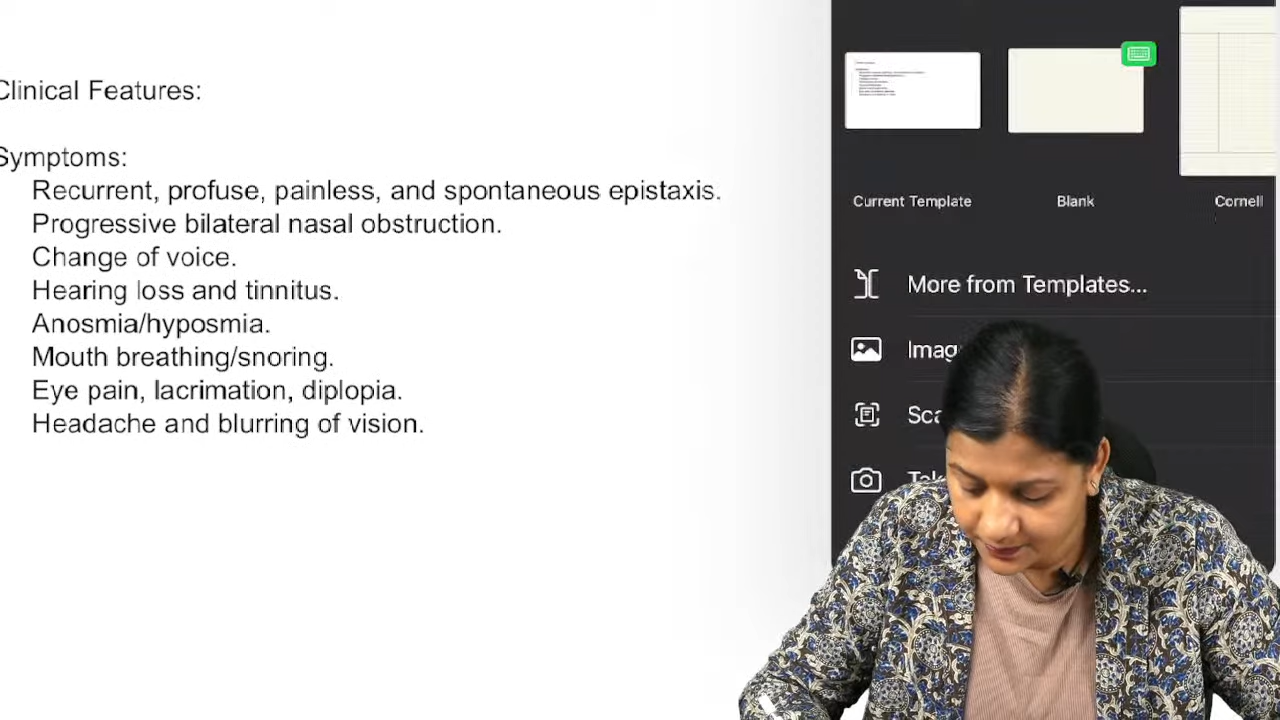 Clinical Features:
Symptoms:
Recurrent, profuse, painless, and spontaneous epistaxis.
Progressive bilateral nasal obstruction.
Change of voice.
Hearing loss and tinnitus.
Anosmia/hyposmia.
Mouth breathing/snoring.
Eye pain, lacrimation, diplopia.
Headache and blurring of vision.
Current Template
Blank
Cornell
More from Templates...